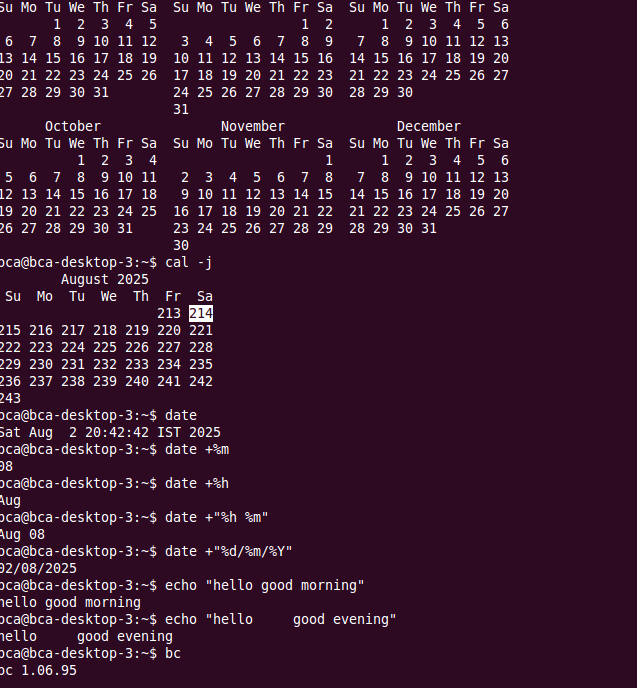 Su Mo Tu We Th Fr Sa  Su Mo Tu We Th Fr Sa  Su Mo Tu We Th Fr Sa
       1  2  3  4  5                  1  2      1  2  3  4  5  6
 6  7  8  9 10 11 12   3  4  5  6  7  8  9   7  8  9 10 11 12 13
13 14 15 16 17 18 19  10 11 12 13 14 15 16  14 15 16 17 18 19 20
20 21 22 23 24 25 26  17 18 19 20 21 22 23  21 22 23 24 25 26 27
27 28 29 30 31        24 25 26 27 28 29 30  28 29 30
                      31
      October               November              December
Su Mo Tu We Th Fr Sa  Su Mo Tu We Th Fr Sa  Su Mo Tu We Th Fr Sa
          1  2  3  4                     1      1  2  3  4  5  6
 5  6  7  8  9 10 11   2  3  4  5  6  7  8   7  8  9 10 11 12 13
12 13 14 15 16 17 18   9 10 11 12 13 14 15  14 15 16 17 18 19 20
19 20 21 22 23 24 25  16 17 18 19 20 21 22  21 22 23 24 25 26 27
26 27 28 29 30 31     23 24 25 26 27 28 29  28 29 30 31
                      30
bca@bca-desktop-3:~$ cal -j
        August 2025
 Su  Mo  Tu  We  Th  Fr  Sa
                    213 214
215 216 217 218 219 220 221
222 223 224 225 226 227 228
229 230 231 232 233 234 235
236 237 238 239 240 241 242
243
bca@bca-desktop-3:~$ date
Sat Aug  2 20:42:42 IST 2025
bca@bca-desktop-3:~$ date +%m
08
bca@bca-desktop-3:~$ date +%h
Aug
bca@bca-desktop-3:~$ date +"%h %m"
Aug 08
bca@bca-desktop-3:~$ date +"%d/%m/%Y"
02/08/2025
bca@bca-desktop-3:~$ echo "hello good morning"
hello good morning
bca@bca-desktop-3:~$ echo "hello     good evening"
hello     good evening
bca@bca-desktop-3:~$ bc
bc 1.06.95